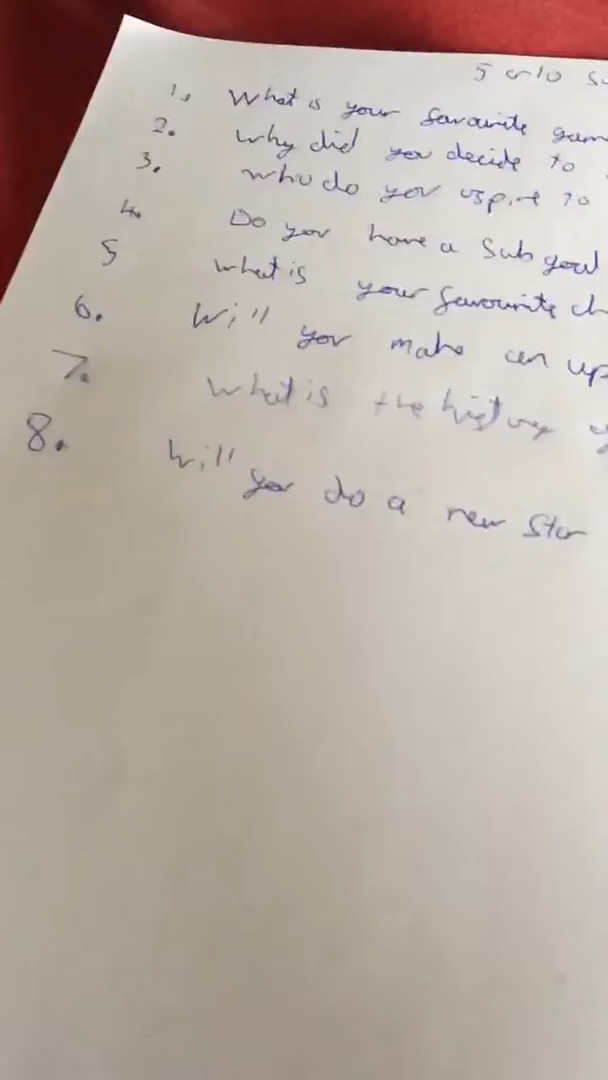 5 or 10 su
1. What is your favourite gam
2. Why did you decide to
3. who do you aspire to
4. Do you have a Sub goal
5 what is your favourite ch
6. Will you make an up
7. What is the history
8. Will you do a new Star